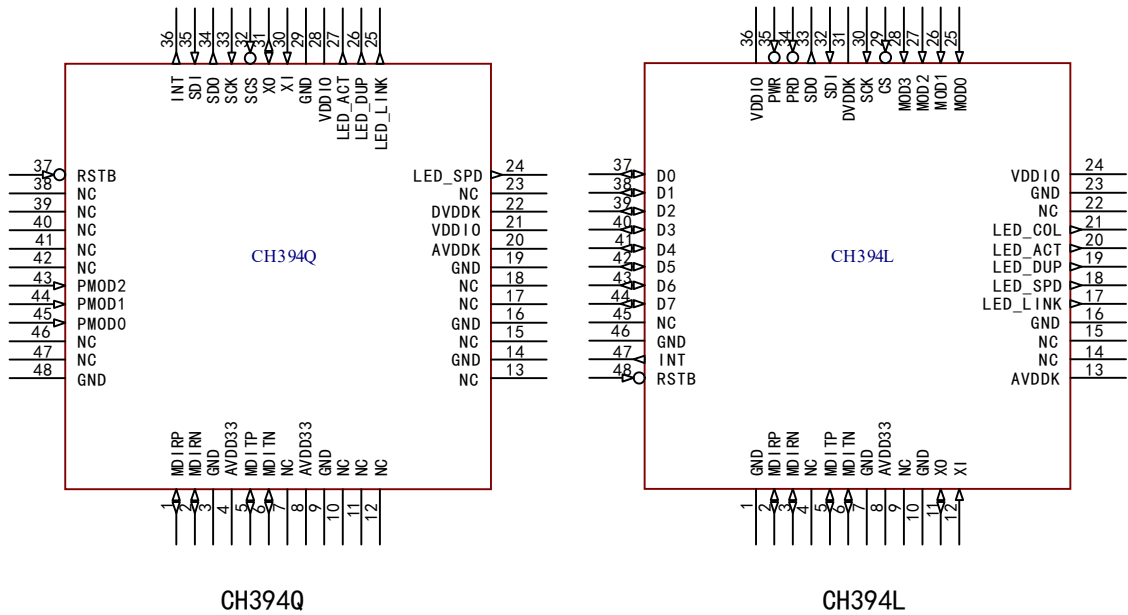 36 35 34 33 32 31 30 29 28 27 26 25
INT SDI SDO SCK SCS XO XI GND VDDIO LED_ACT LED_DUP LED_LINK
37 RSTB
38 NC
39 NC
40 NC
41 NC
42 NC
43 PMOD2
44 PMOD1
45 PMOD0
46 NC
47 NC
48 GND
CH394Q
LED_SPD 24
NC 23
DVDDK 22
VDDIO 21
AVDDK 20
GND 19
NC 18
NC 17
GND 16
NC 15
GND 14
NC 13
MDIRP MDIRN GND AVDD33 MDITP MDITN NC AVDD33 GND NC NC NC
1 2 3 4 5 6 7 8 9 10 11 12
CH394Q
36 35 34 33 32 31 30 29 28 27 26 25
VDDIO PWR PRD SDO SDI DVDDK SCK CS MOD3 MOD2 MOD1 MOD0
37 D0
38 D1
39 D2
40 D3
41 D4
42 D5
43 D6
44 D7
45 NC
46 GND
47 INT
48 RSTB
CH394L
VDDIO 24
GND 23
NC 22
LED_COL 21
LED_ACT 20
LED_DUP 19
LED_SPD 18
LED_LINK 17
GND 16
NC 15
NC 14
AVDDK 13
GND MDIRP MDIRN NC MDITP MDITN GND AVDD33 NC GND XO XI
1 2 3 4 5 6 7 8 9 10 11 12
CH394L